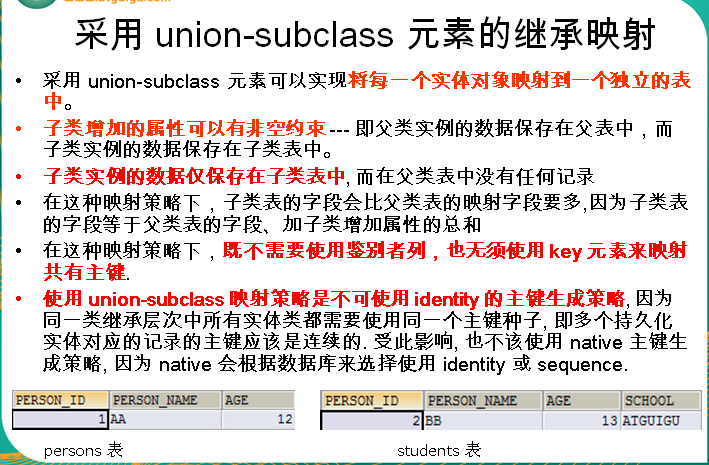 采用 union-subclass 元素的继承映射
• 采用 union-subclass 元素可以实现将每一个实体对象映射到一个独立的表
中。
• 子类增加的属性可以有非空约束 --- 即父类实例的数据保存在父表中，而
子类实例的数据保存在子类表中。
• 子类实例的数据仅保存在子类表中, 而在父类表中没有任何记录
• 在这种映射策略下，子类表的字段会比父类表的映射字段要多,因为子类表
的字段等于父类表的字段、加子类增加属性的总和
• 在这种映射策略下，既不需要使用鉴别者列，也无须使用 key 元素来映射
共有主键.
• 使用 union-subclass 映射策略是不可使用 identity 的主键生成策略, 因为
同一类继承层次中所有实体类都需要使用同一个主键种子, 即多个持久化
实体对应的记录的主键应该是连续的. 受此影响, 也不该使用 native 主键生
成策略, 因为 native 会根据数据库来选择使用 identity 或 sequence.
PERSON_ID PERSON_NAME AGE
1 AA 12
persons 表
PERSON_ID PERSON_NAME AGE SCHOOL
2 BB 13 ATGUIGU
students 表